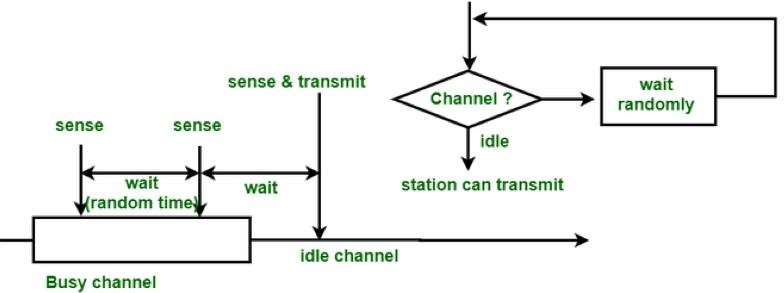 sense & transmit
sense
sense
wait
(random time)
wait
idle channel
Busy channel
Channel ?
wait
randomly
idle
station can transmit